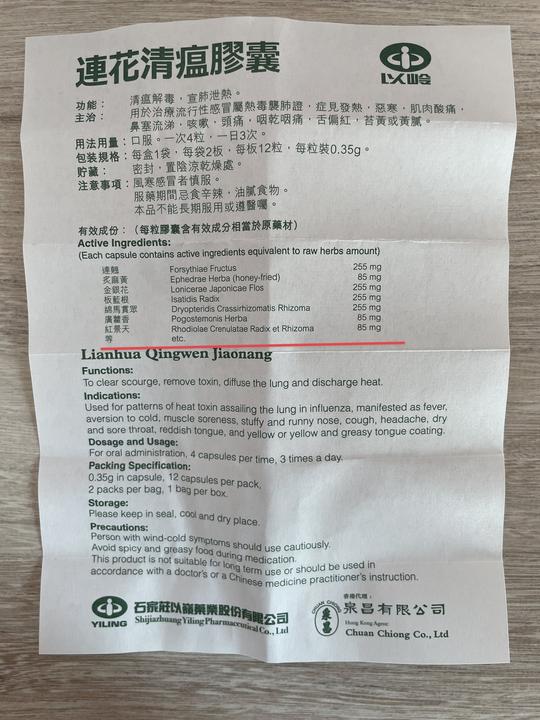 連花清瘟膠囊
以岭
功能：清瘟解毒，宣肺泄熱。
主治：用於治療流行性感冒屬熱毒襲肺證，症見發熱，惡寒，肌肉酸痛，
鼻塞流涕，咳嗽，頭痛，咽乾咽痛，舌偏紅，苔黃或黃膩。
用法用量：口服。一次4粒，一日3次。
包裝規格：每盒1袋，每袋2板，每板12粒，每粒裝0.35g。
貯藏：密封，置陰涼乾燥處。
注意事項：風寒感冒者慎服。
服藥期間忌食辛辣，油膩食物。
本品不能長期服用或遵醫囑。
有效成份：（每粒膠囊含有效成分相當於原藥材）
Active Ingredients:
(Each capsule contains active ingredients equivalent to raw herbs amount)
連翹 Forsythiae Fructus 255 mg
炙麻黃 Ephedrae Herba (honey-fried) 85 mg
金銀花 Lonicerae Japonicae Flos 255 mg
板藍根 Isatidis Radix 255 mg
綿馬貫眾 Dryopteridis Crassirhizomatis Rhizoma 255 mg
廣藿香 Pogostemonis Herba 85 mg
紅景天 Rhodiolae Crenulatae Radix et Rhizoma 85 mg
等 etc.
Lianhua Qingwen Jiaonang
Functions:
To clear scourge, remove toxin, diffuse the lung and discharge heat.
Indications:
Used for patterns of heat toxin assailing the lung in influenza, manifested as fever,
aversion to cold, muscle soreness, stuffy and runny nose, cough, headache, dry
and sore throat, reddish tongue, and yellow or yellow and greasy tongue coating.
Dosage and Usage:
For oral administration, 4 capsules per time, 3 times a day.
Packing Specification:
0.35g in capsule, 12 capsules per pack,
2 packs per bag, 1 bag per box.
Storage:
Please keep in seal, cool and dry place.
Precautions:
Person with wind-cold symptoms should use cautiously.
Avoid spicy and greasy food during medication.
This product is not suitable for long term use or should be used in
accordance with a doctor's or a Chinese medicine practitioner's instruction.
YILING
石家莊以嶺藥業股份有限公司
Shijiazhuang Yiling Pharmaceutical Co., Ltd
CHUAN CHIONG
泉昌
香港代理：
泉昌有限公司
Hong Kong Agent:
Chuan Chiong Co., Ltd